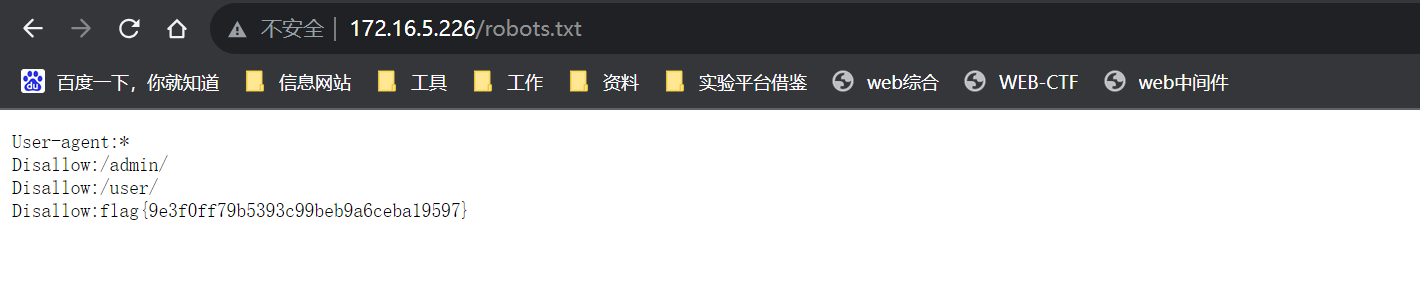 不安全 | 172.16.5.226/robots.txt
百度一下，你就知道 信息网站 工具 工作 资料 实验平台借鉴 web综合 WEB-CTF web中间件
User-agent:*
Disallow:/admin/
Disallow:/user/
Disallow:flag{9e3f0ff79b5393c99beb9a6ceba19597}